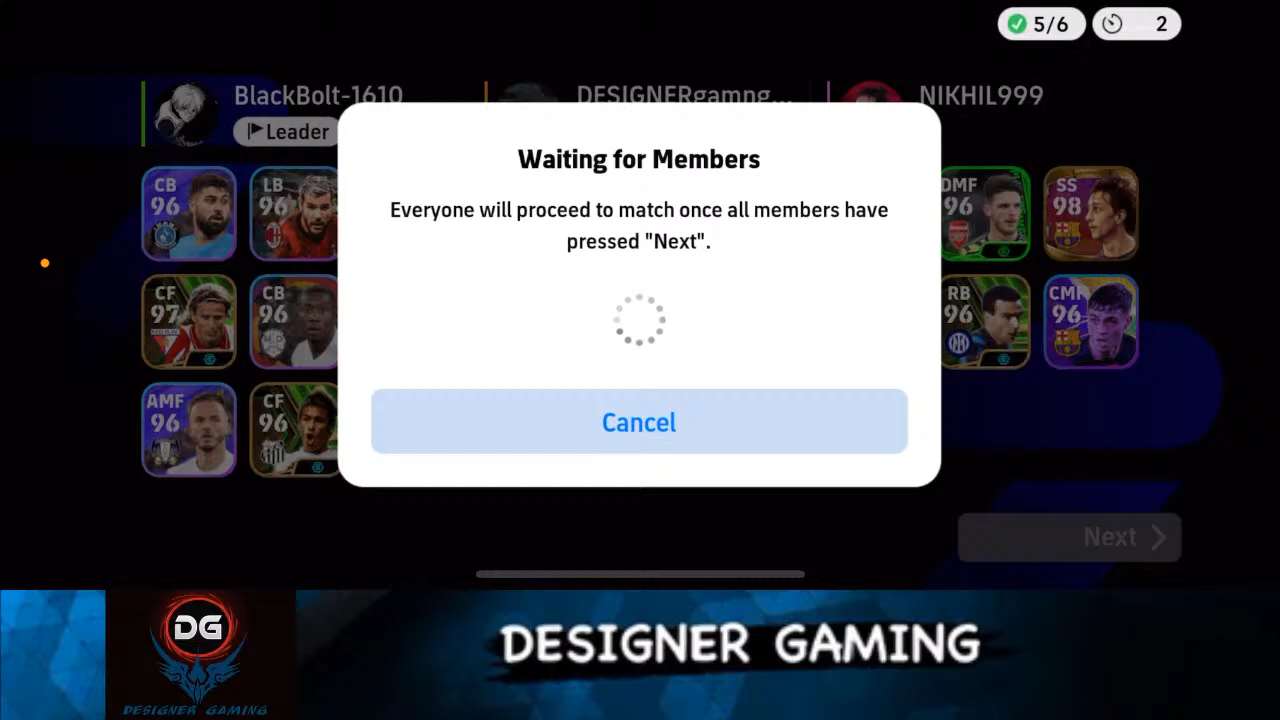 5/6
2
BlackBolt-1610
DESIGNERgamng...
NIKHIL999
Leader
Waiting for Members
Everyone will proceed to match once all members have
pressed "Next".
Cancel
CB
96
LB
96
DMF
96
SS
98
CF
97
CB
96
RB
96
CMF
96
AMF
96
CF
96
Next
DG
DESIGNER GAMING
DESIGNER GAMING